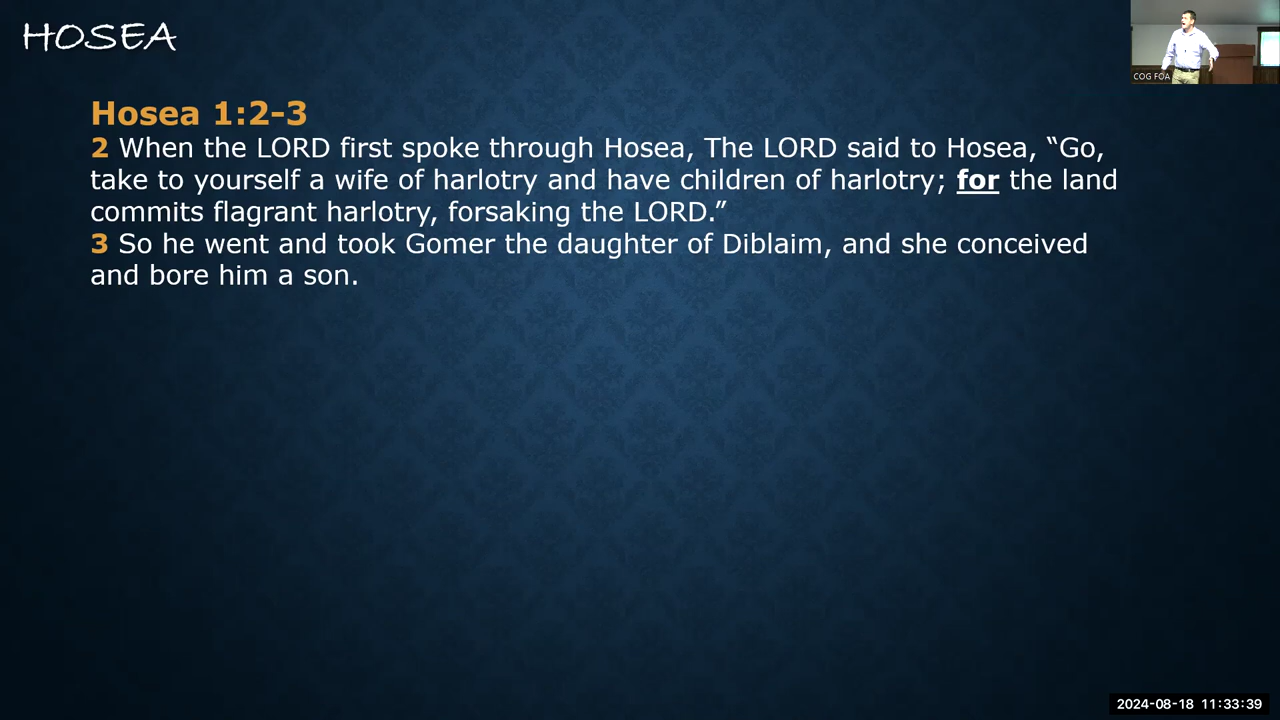 HOSEA
COG FOA
Hosea 1:2-3
2 When the LORD first spoke through Hosea, The LORD said to Hosea, “Go,
take to yourself a wife of harlotry and have children of harlotry; for the land
commits flagrant harlotry, forsaking the LORD.”
3 So he went and took Gomer the daughter of Diblaim, and she conceived
and bore him a son.
2024-08-18 11:33:39